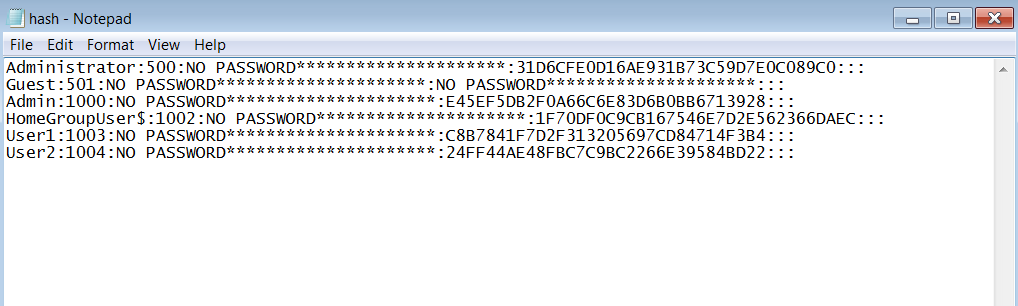 hash - Notepad
File Edit Format View Help
Administrator:500:NO PASSWORD*********************:31D6CFE0D16AE931B73C59D7E0C089C0:::
Guest:501:NO PASSWORD*********************:NO PASSWORD*********************:::
Admin:1000:NO PASSWORD*********************:E45EF5DB2F0A66C6E83D6B0BB6713928:::
HomeGroupUser$:1002:NO PASSWORD*********************:1F70DF0C9CB167546E7D2E562366DAEC:::
User1:1003:NO PASSWORD*********************:C8B7841F7D2F313205697CD84714F3B4:::
User2:1004:NO PASSWORD*********************:24FF44AE48FBC7C9BC2266E39584BD22:::